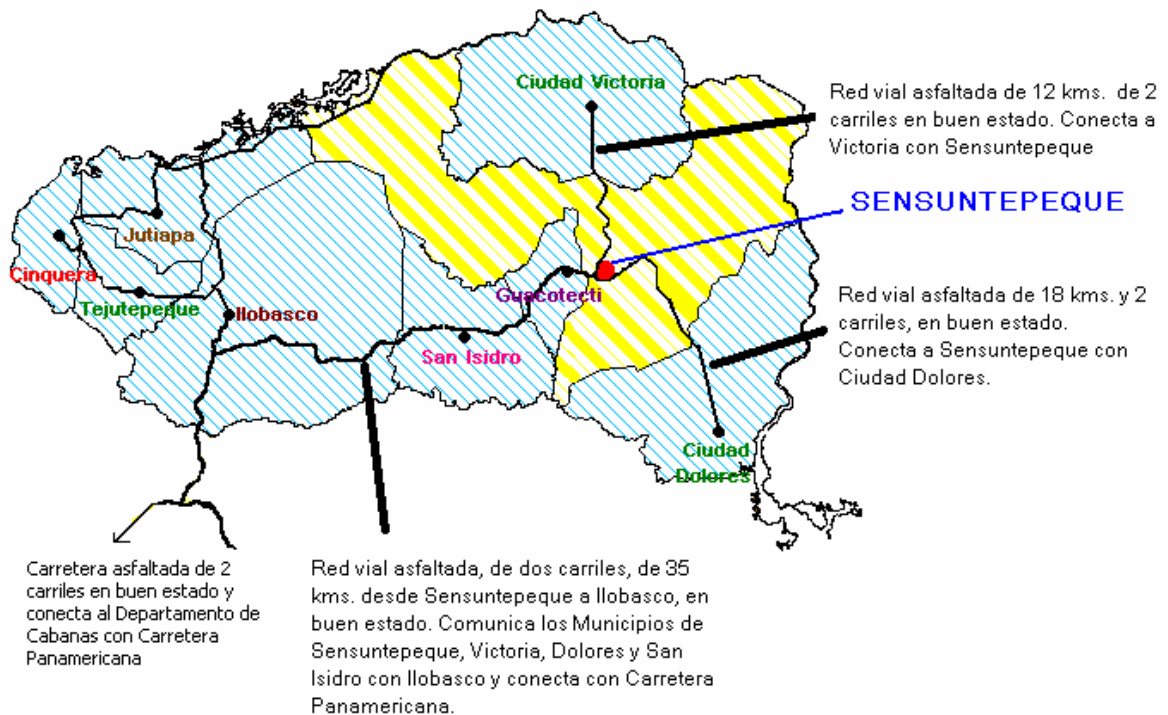 Ciudad Victoria
Red vial asfaltada de 12 kms. de 2
carriles en buen estado. Conecta a
Victoria con Sensuntepeque
SENSUNTEPEQUE
Jutiapa
Cinquera
Tejutepeque
Ilobasco
Guacotecti
San Isidro
Red vial asfaltada de 18 kms. y 2
carriles, en buen estado.
Conecta a Sensuntepeque con
Ciudad Dolores.
Ciudad
Dolores
Carretera asfaltada de 2
carriles en buen estado y
conecta al Departamento de
Cabanas con Carretera
Panamericana
Red vial asfaltada, de dos carriles, de 35
kms. desde Sensuntepeque a Ilobasco, en
buen estado. Comunica los Municipios de
Sensuntepeque, Victoria, Dolores y San
Isidro con Ilobasco y conecta con Carretera
Panamericana.